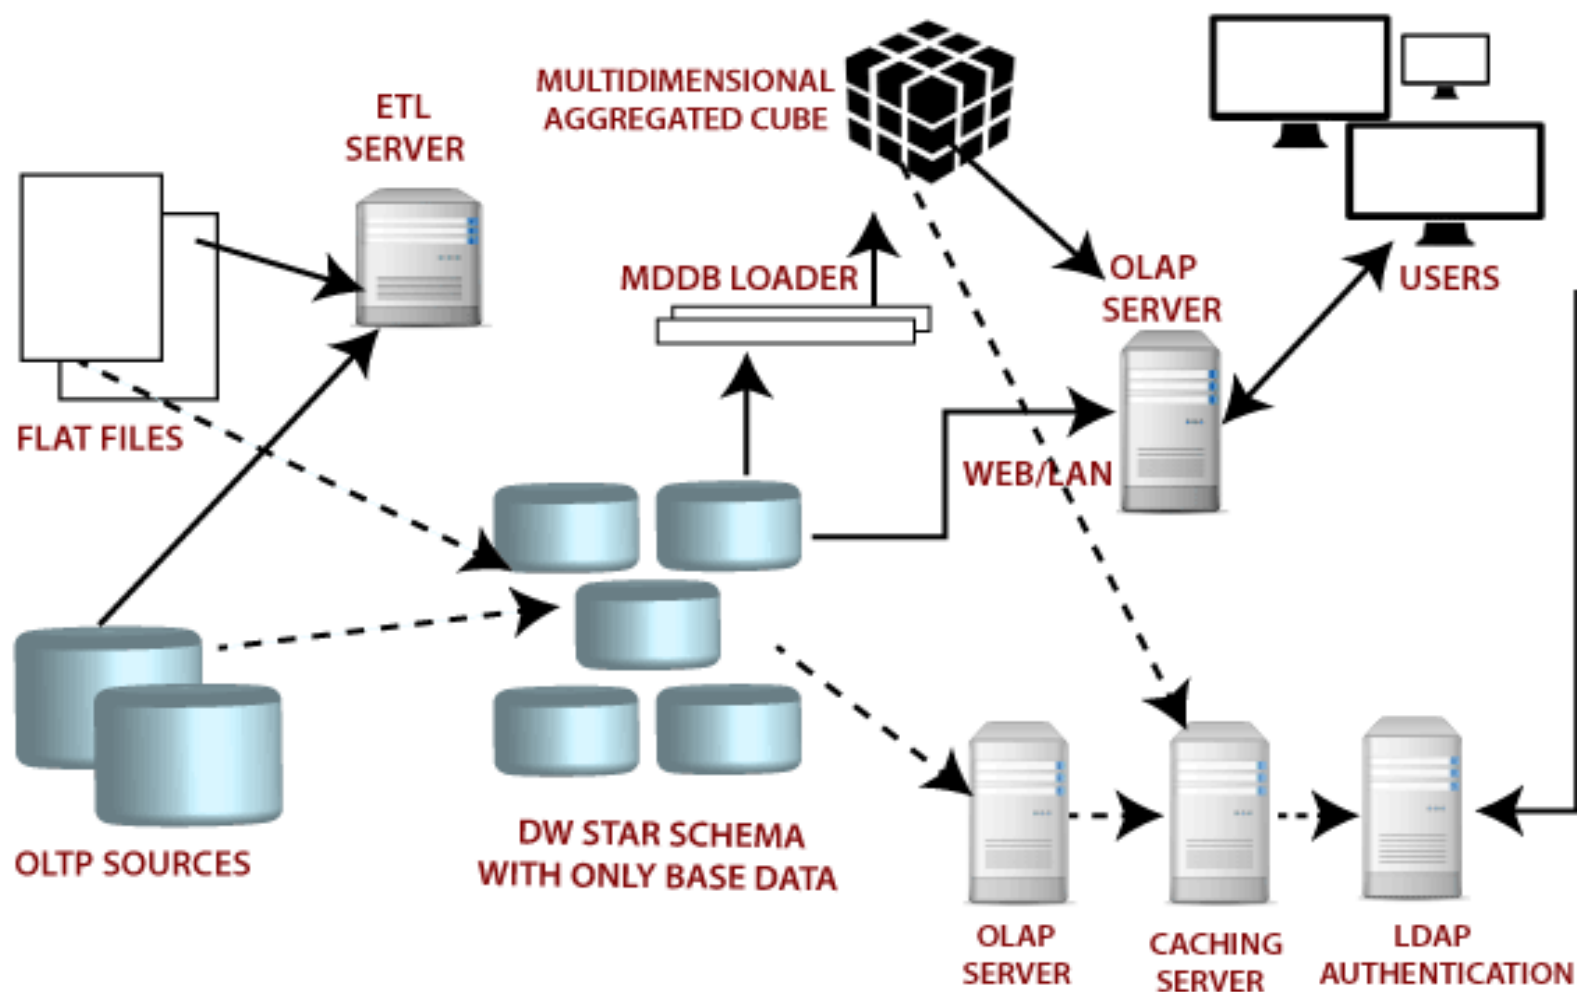 MULTIDIMENSIONAL
AGGREGATED CUBE
ETL
SERVER
MDDB LOADER
OLAP
SERVER
USERS
FLAT FILES
WEB/LAN
OLTP SOURCES
DW STAR SCHEMA
WITH ONLY BASE DATA
OLAP
SERVER
CACHING
SERVER
LDAP
AUTHENTICATION